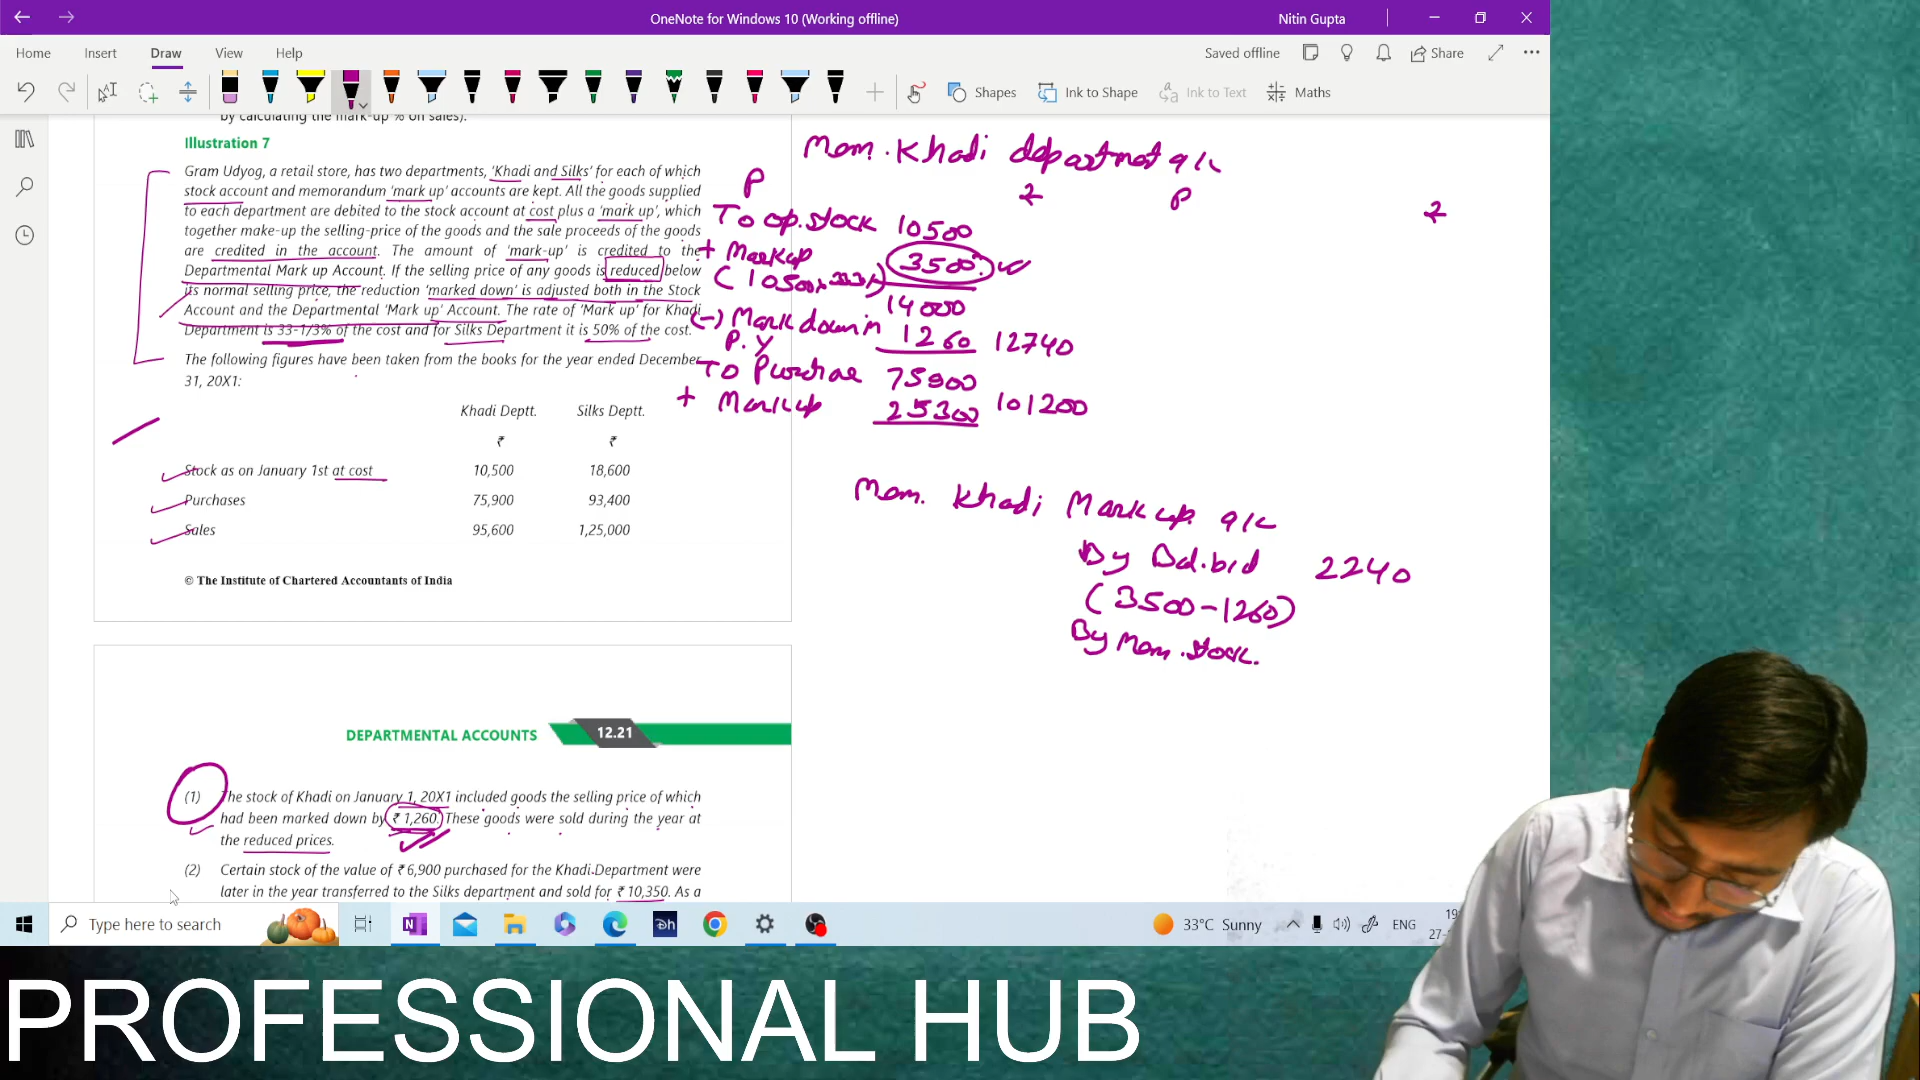 OneNote for Windows 10 (Working offline)
Nitin Gupta
Home Insert Draw View Help
Saved offline
Share
Shapes
Ink to Shape
Ink to Text
Maths
by calculating the mark-up % on sales).
Illustration 7
Gram Udyog, a retail store, has two departments, 'Khadi and Silks' for each of which
stock account and memorandum 'mark up' accounts are kept. All the goods supplied
to each department are debited to the stock account at cost plus a 'mark up', which
together make-up the selling-price of the goods and the sale proceeds of the goods
are credited in the account. The amount of 'mark-up' is credited to the
Departmental Mark up Account. If the selling price of any goods is reduced below
its normal selling price, the reduction 'marked down' is adjusted both in the Stock
Account and the Departmental 'Mark up' Account. The rate of 'Mark up' for Khadi
Department is 33-1/3% of the cost and for Silks Department it is 50% of the cost.
The following figures have been taken from the books for the year ended December
31, 20X1:
Khadi Deptt. Silks Deptt.
₹ ₹
Stock as on January 1st at cost 10,500 18,600
Purchases 75,900 93,400
Sales 95,600 1,25,000
© The Institute of Chartered Accountants of India
DEPARTMENTAL ACCOUNTS 12.21
(1) The stock of Khadi on January 1, 20X1 included goods the selling price of which
had been marked down by ₹ 1,260. These goods were sold during the year at
the reduced prices.
(2) Certain stock of the value of ₹ 6,900 purchased for the Khadi Department were
later in the year transferred to the Silks department and sold for ₹ 10,350. As a
Mem. Khadi department a/c
P ₹ P ₹
To op. stock 10500
+ Markup 3500
(10500x33⅓%)
14000
(-) Mark down in
P.Y 1260 12740
To Purchase 75900
+ Markup 25300 101200
Mem. Khadi Mark up a/c
By Bal. b/d 2240
(3500-1260)
By Mem. stock.
Type here to search
33°C Sunny
ENG
19
27-
PROFESSIONAL HUB